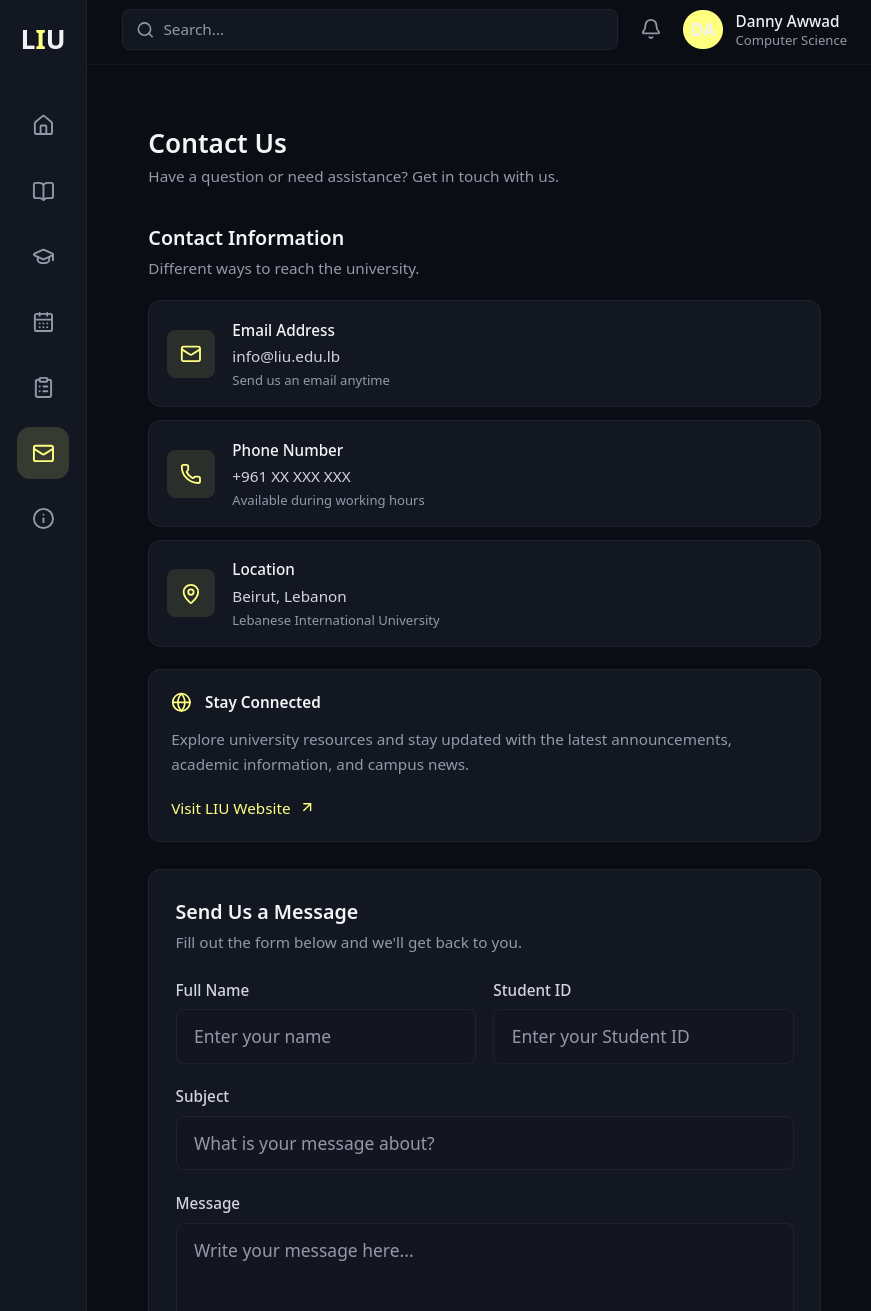 LIU
Search...
DA
Danny Awwad
Computer Science
Contact Us
Have a question or need assistance? Get in touch with us.
Contact Information
Different ways to reach the university.
Email Address
info@liu.edu.lb
Send us an email anytime
Phone Number
+961 XX XXX XXX
Available during working hours
Location
Beirut, Lebanon
Lebanese International University
Stay Connected
Explore university resources and stay updated with the latest announcements,
academic information, and campus news.
Visit LIU Website
Send Us a Message
Fill out the form below and we'll get back to you.
Full Name
Student ID
Enter your name
Enter your Student ID
Subject
What is your message about?
Message
Write your message here...